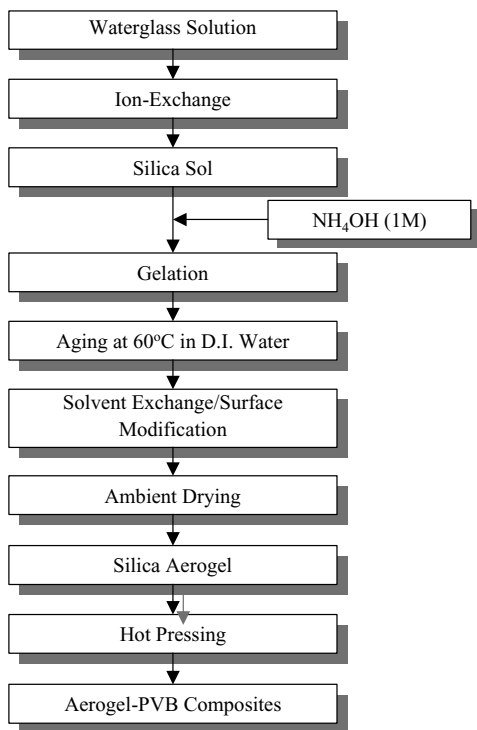 Waterglass Solution
Ion-Exchange
Silica Sol
NH₄OH (1M)
Gelation
Aging at 60ºC in D.I. Water
Solvent Exchange/Surface
Modification
Ambient Drying
Silica Aerogel
Hot Pressing
Aerogel-PVB Composites